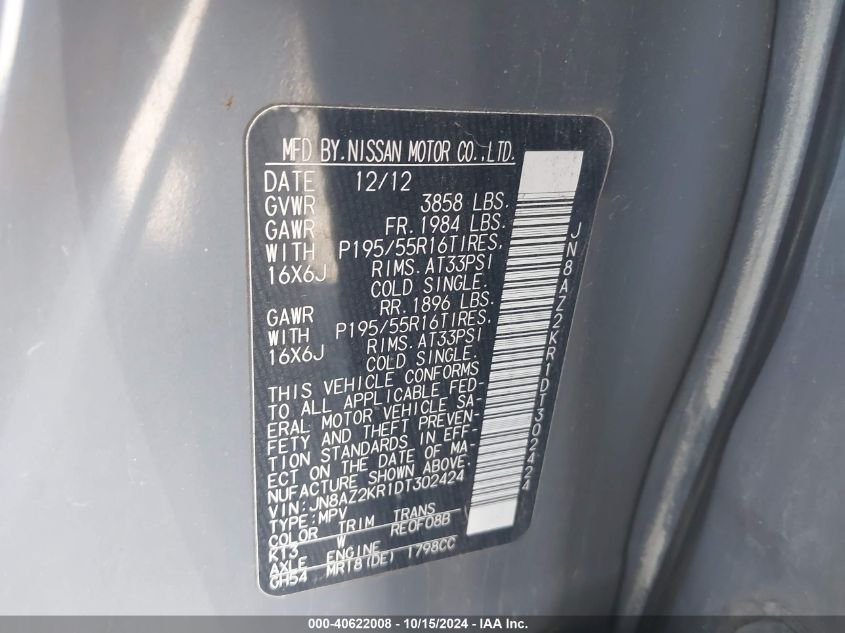 MFD BY. NISSAN MOTOR CO., LTD.
DATE 12/12
GVWR 3858 LBS.
GAWR FR. 1984 LBS.
WITH P195/55R16TIRES,
16X6J RIMS. AT33PSI
COLD SINGLE.
GAWR RR. 1896 LBS.
WITH P195/55R16TIRES,
16X6J RIMS. AT33PSI
COLD SINGLE.
THIS VEHICLE CONFORMS
TO ALL APPLICABLE FED-
ERAL MOTOR VEHICLE SA-
FETY AND THEFT PREVEN-
TION STANDARDS IN EFF-
ECT ON THE DATE OF MA-
NUFACTURE SHOWN ABOVE.
VIN: JN8AZ2KR1DT302424
TYPE: MPV
COLOR TRIM TRANS
KT3 W RE0F08B
AXLE ENGINE
GH54 MR18(DE) 1798CC
JN8AZ2KR1DT302424
000-40622008 - 10/15/2024 - IAA Inc.